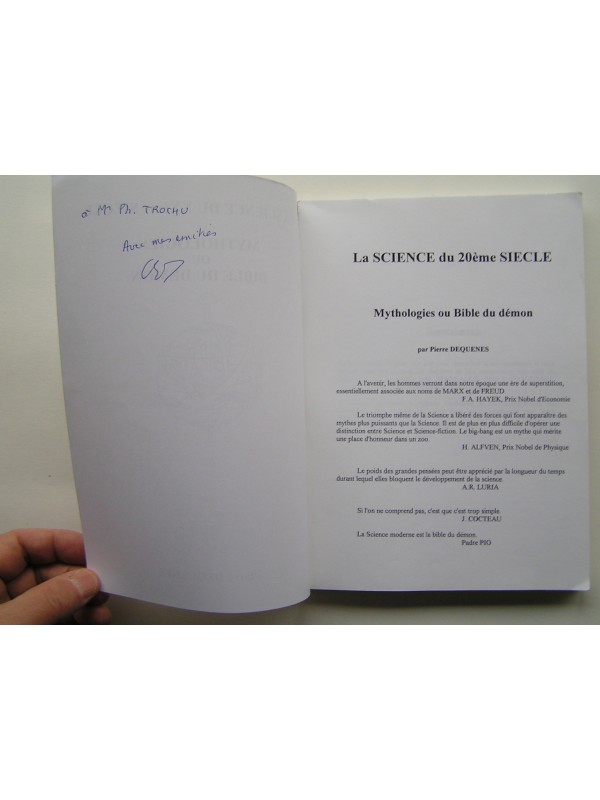 à Mr Ph. TROCHU
Avec mes amitiés
La SCIENCE du 20ème SIECLE
Mythologies ou Bible du démon
par Pierre DEQUENES
A l'avenir, les hommes verront dans notre époque une ère de superstition,
essentiellement associée aux noms de MARX et de FREUD.
F.A. HAYEK, Prix Nobel d'Economie
Le triomphe même de la Science a libéré des forces qui font apparaître des
mythes plus puissants que la Science. Il est de plus en plus difficile d'opérer une
distinction entre Science et Science-fiction. Le big-bang est un mythe qui mérite
une place d'honneur dans un zoo.
H. ALFVEN, Prix Nobel de Physique
Le poids des grandes pensées peut être apprécié par la longueur du temps
durant lequel elles bloquent le développement de la science.
A.R. LURIA
Si l'on ne comprend pas, c'est que c'est trop simple.
J. COCTEAU
La Science moderne est la bible du démon.
Padre PIO